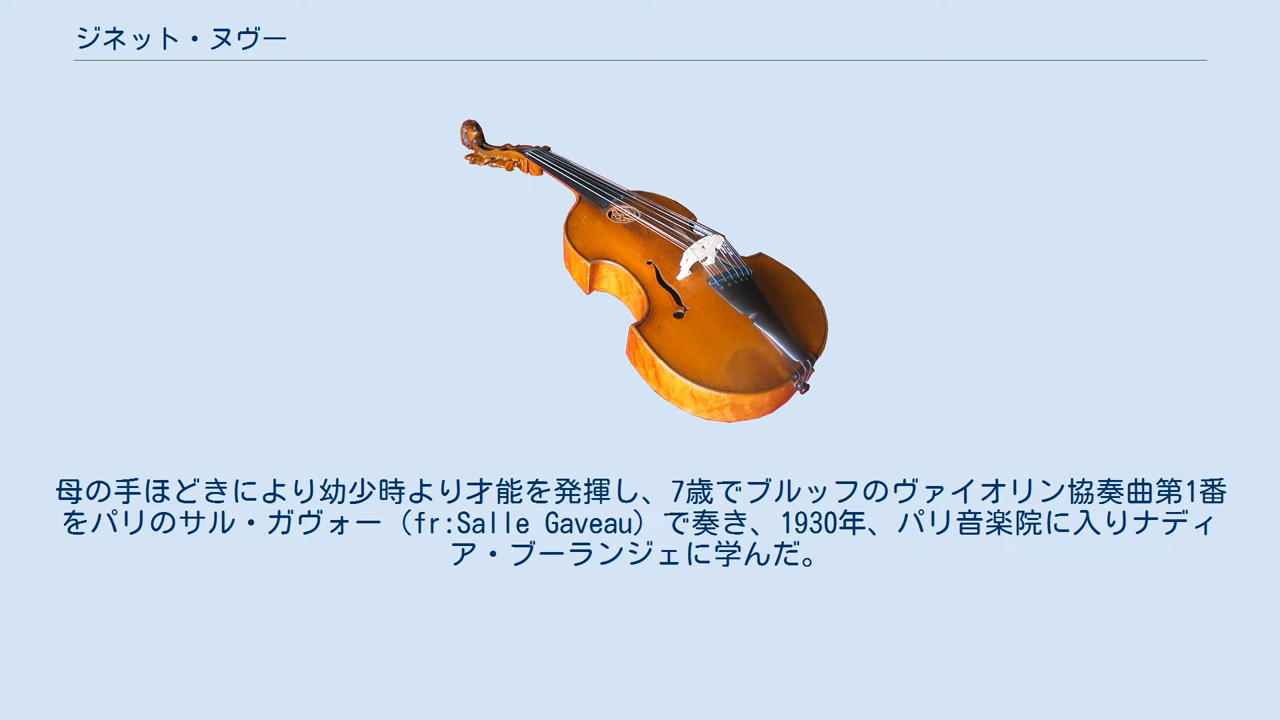 ジネット・ヌヴー
母の手ほどきにより幼少時より才能を発揮し、7歳でブルッフのヴァイオリン協奏曲第1番
をパリのサル・ガヴォー（fr:Salle Gaveau）で奏き、1930年、パリ音楽院に入りナディ
ア・ブーランジェに学んだ。